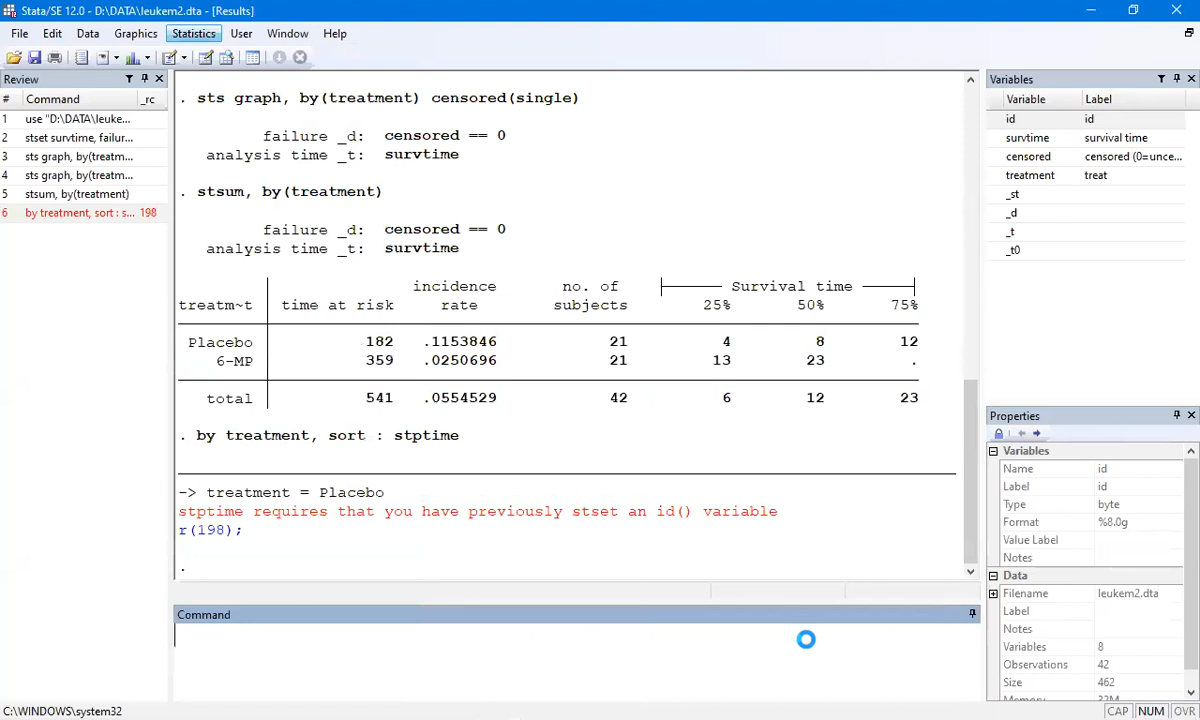 Stata/SE 12.0 - D:\DATA\leukem2.dta - [Results]
File Edit Data Graphics Statistics User Window Help
Review
# Command _rc
1 use "D:\DATA\leuke...
2 stset survtime, failur...
3 sts graph, by(treatm...
4 sts graph, by(treatm...
5 stsum, by(treatment)
6 by treatment, sort : s... 198
. sts graph, by(treatment) censored(single)
failure _d: censored == 0
analysis time _t: survtime
. stsum, by(treatment)
failure _d: censored == 0
analysis time _t: survtime
incidence no. of Survival time
treatm~t time at risk rate subjects 25% 50% 75%
Placebo 182 .1153846 21 4 8 12
6-MP 359 .0250696 21 13 23 .
total 541 .0554529 42 6 12 23
. by treatment, sort : stptime
-> treatment = Placebo
stptime requires that you have previously stset an id() variable
r(198);
.
Command
Variables
Variable Label
id id
survtime survival time
censored censored (0=unce...
treatment treat
_st
_d
_t
_t0
Properties
Variables
Name id
Label id
Type byte
Format %8.0g
Value Label
Notes
Data
Filename leukem2.dta
Label
Notes
Variables 8
Observations 42
Size 462
Memory 32M
C:\WINDOWS\system32
CAP NUM OVR